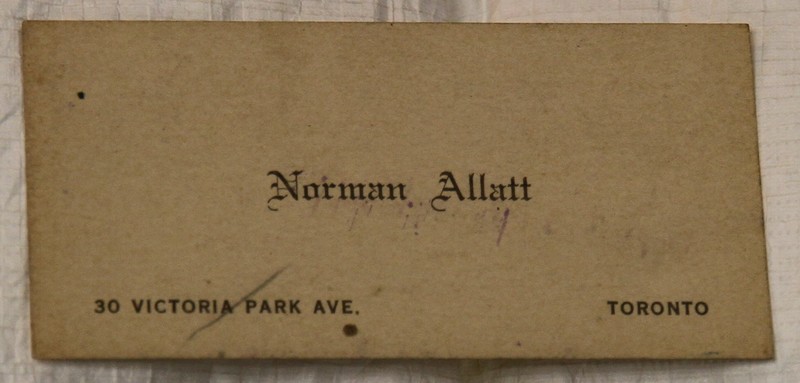 Norman Allatt
30 VICTORIA PARK AVE. TORONTO